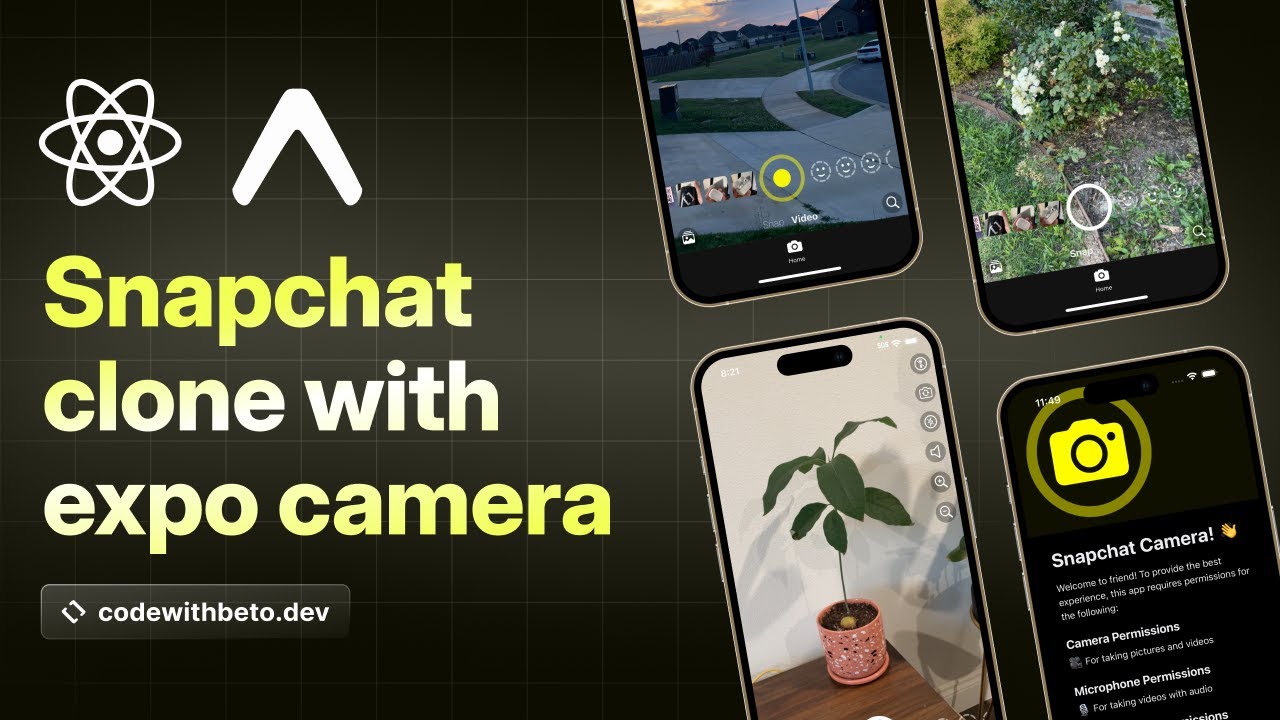 Snapchat
clone with
expo camera
codewithbeto.dev
Snap Video
Home
Snap
Home
8:21
SOS
11:49
Snapchat Camera! 👋
Welcome to friend! To provide the best
experience, this app requires permissions for
the following:
Camera Permissions
🎥 For taking pictures and videos
Microphone Permissions
🎙 For taking videos with audio